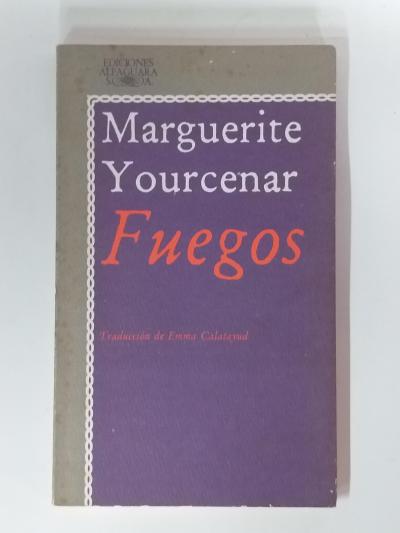 EDICIONES
ALFAGUARA
S.A.
Marguerite
Yourcenar
Fuegos
Traducción de Emma Calatayud